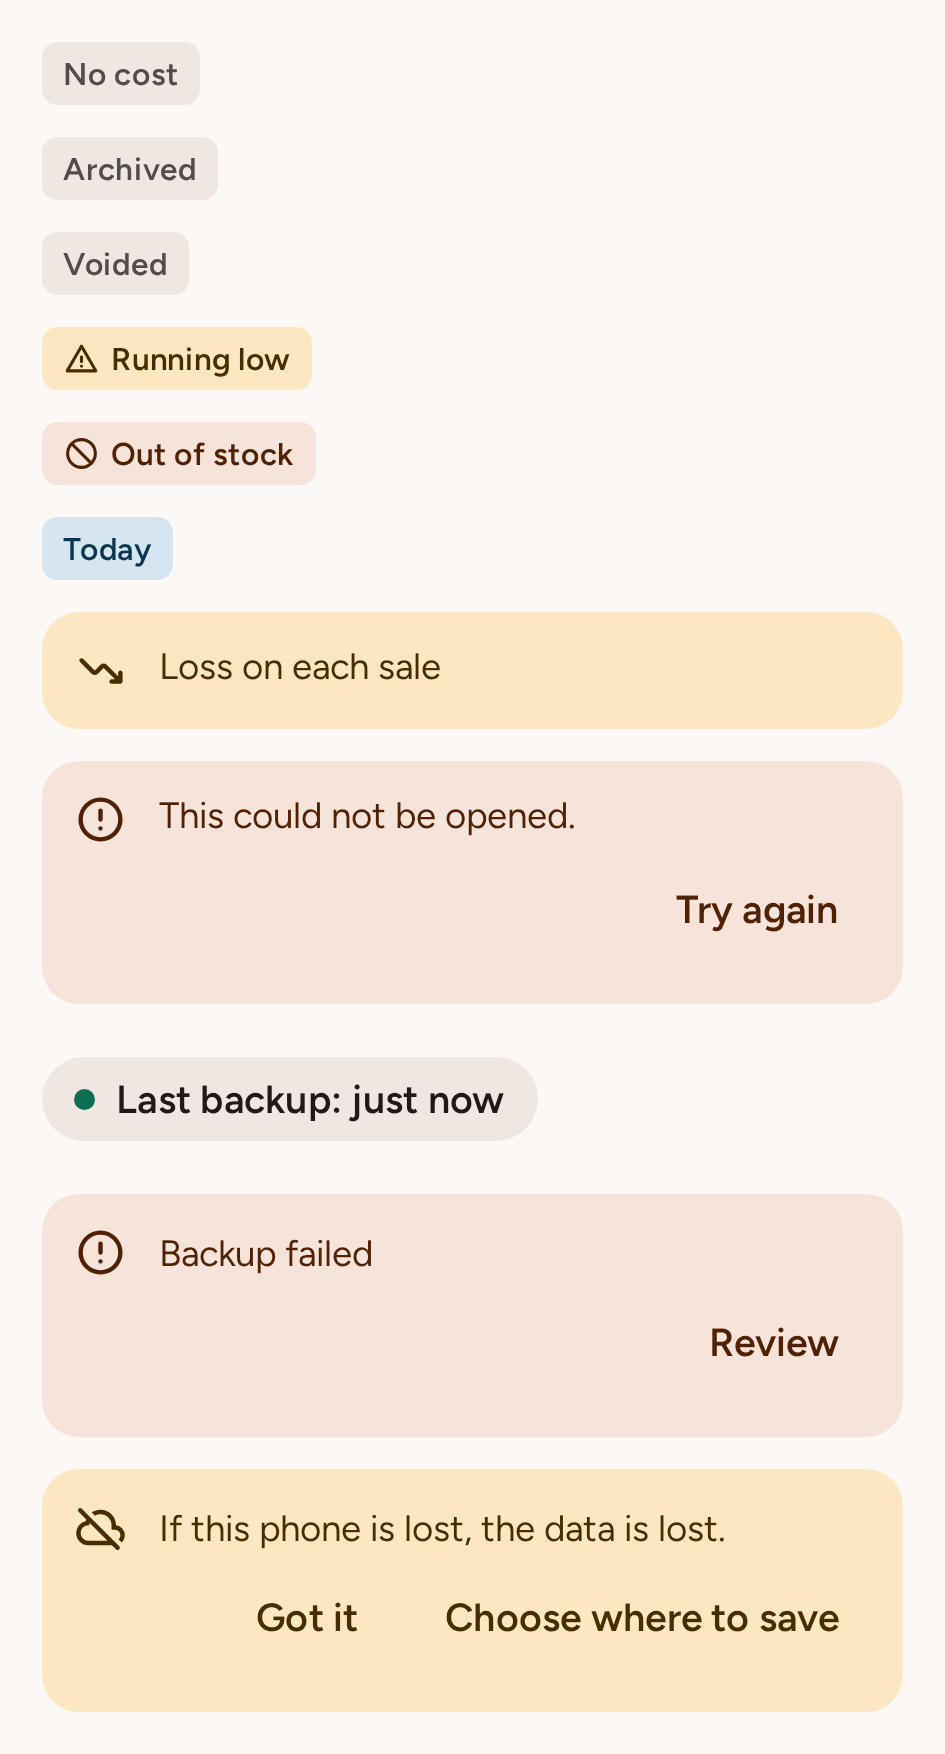 No cost
Archived
Voided
Running low
Out of stock
Today
Loss on each sale
This could not be opened.
Try again
Last backup: just now
Backup failed
Review
If this phone is lost, the data is lost.
Got it Choose where to save